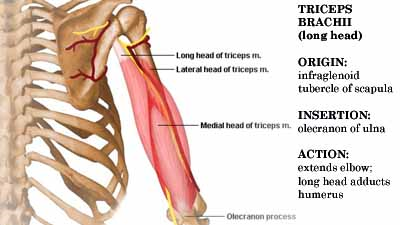 TRICEPS
BRACHII
(long head)
Long head of triceps m.
Lateral head of triceps m.
ORIGIN:
infraglenoid
tubercle of scapula
Medial head of triceps m.
INSERTION:
olecranon of ulna
ACTION:
extends elbow;
long head adducts
humerus
Olecranon process